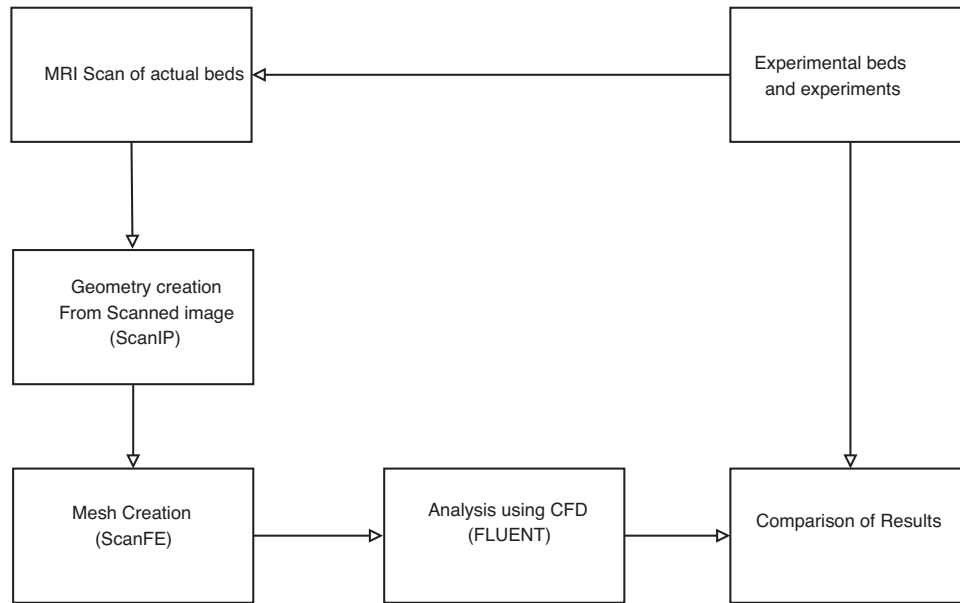 MRI Scan of actual beds
Experimental beds
and experiments
Geometry creation
From Scanned image
(ScanIP)
Mesh Creation
(ScanFE)
Analysis using CFD
(FLUENT)
Comparison of Results